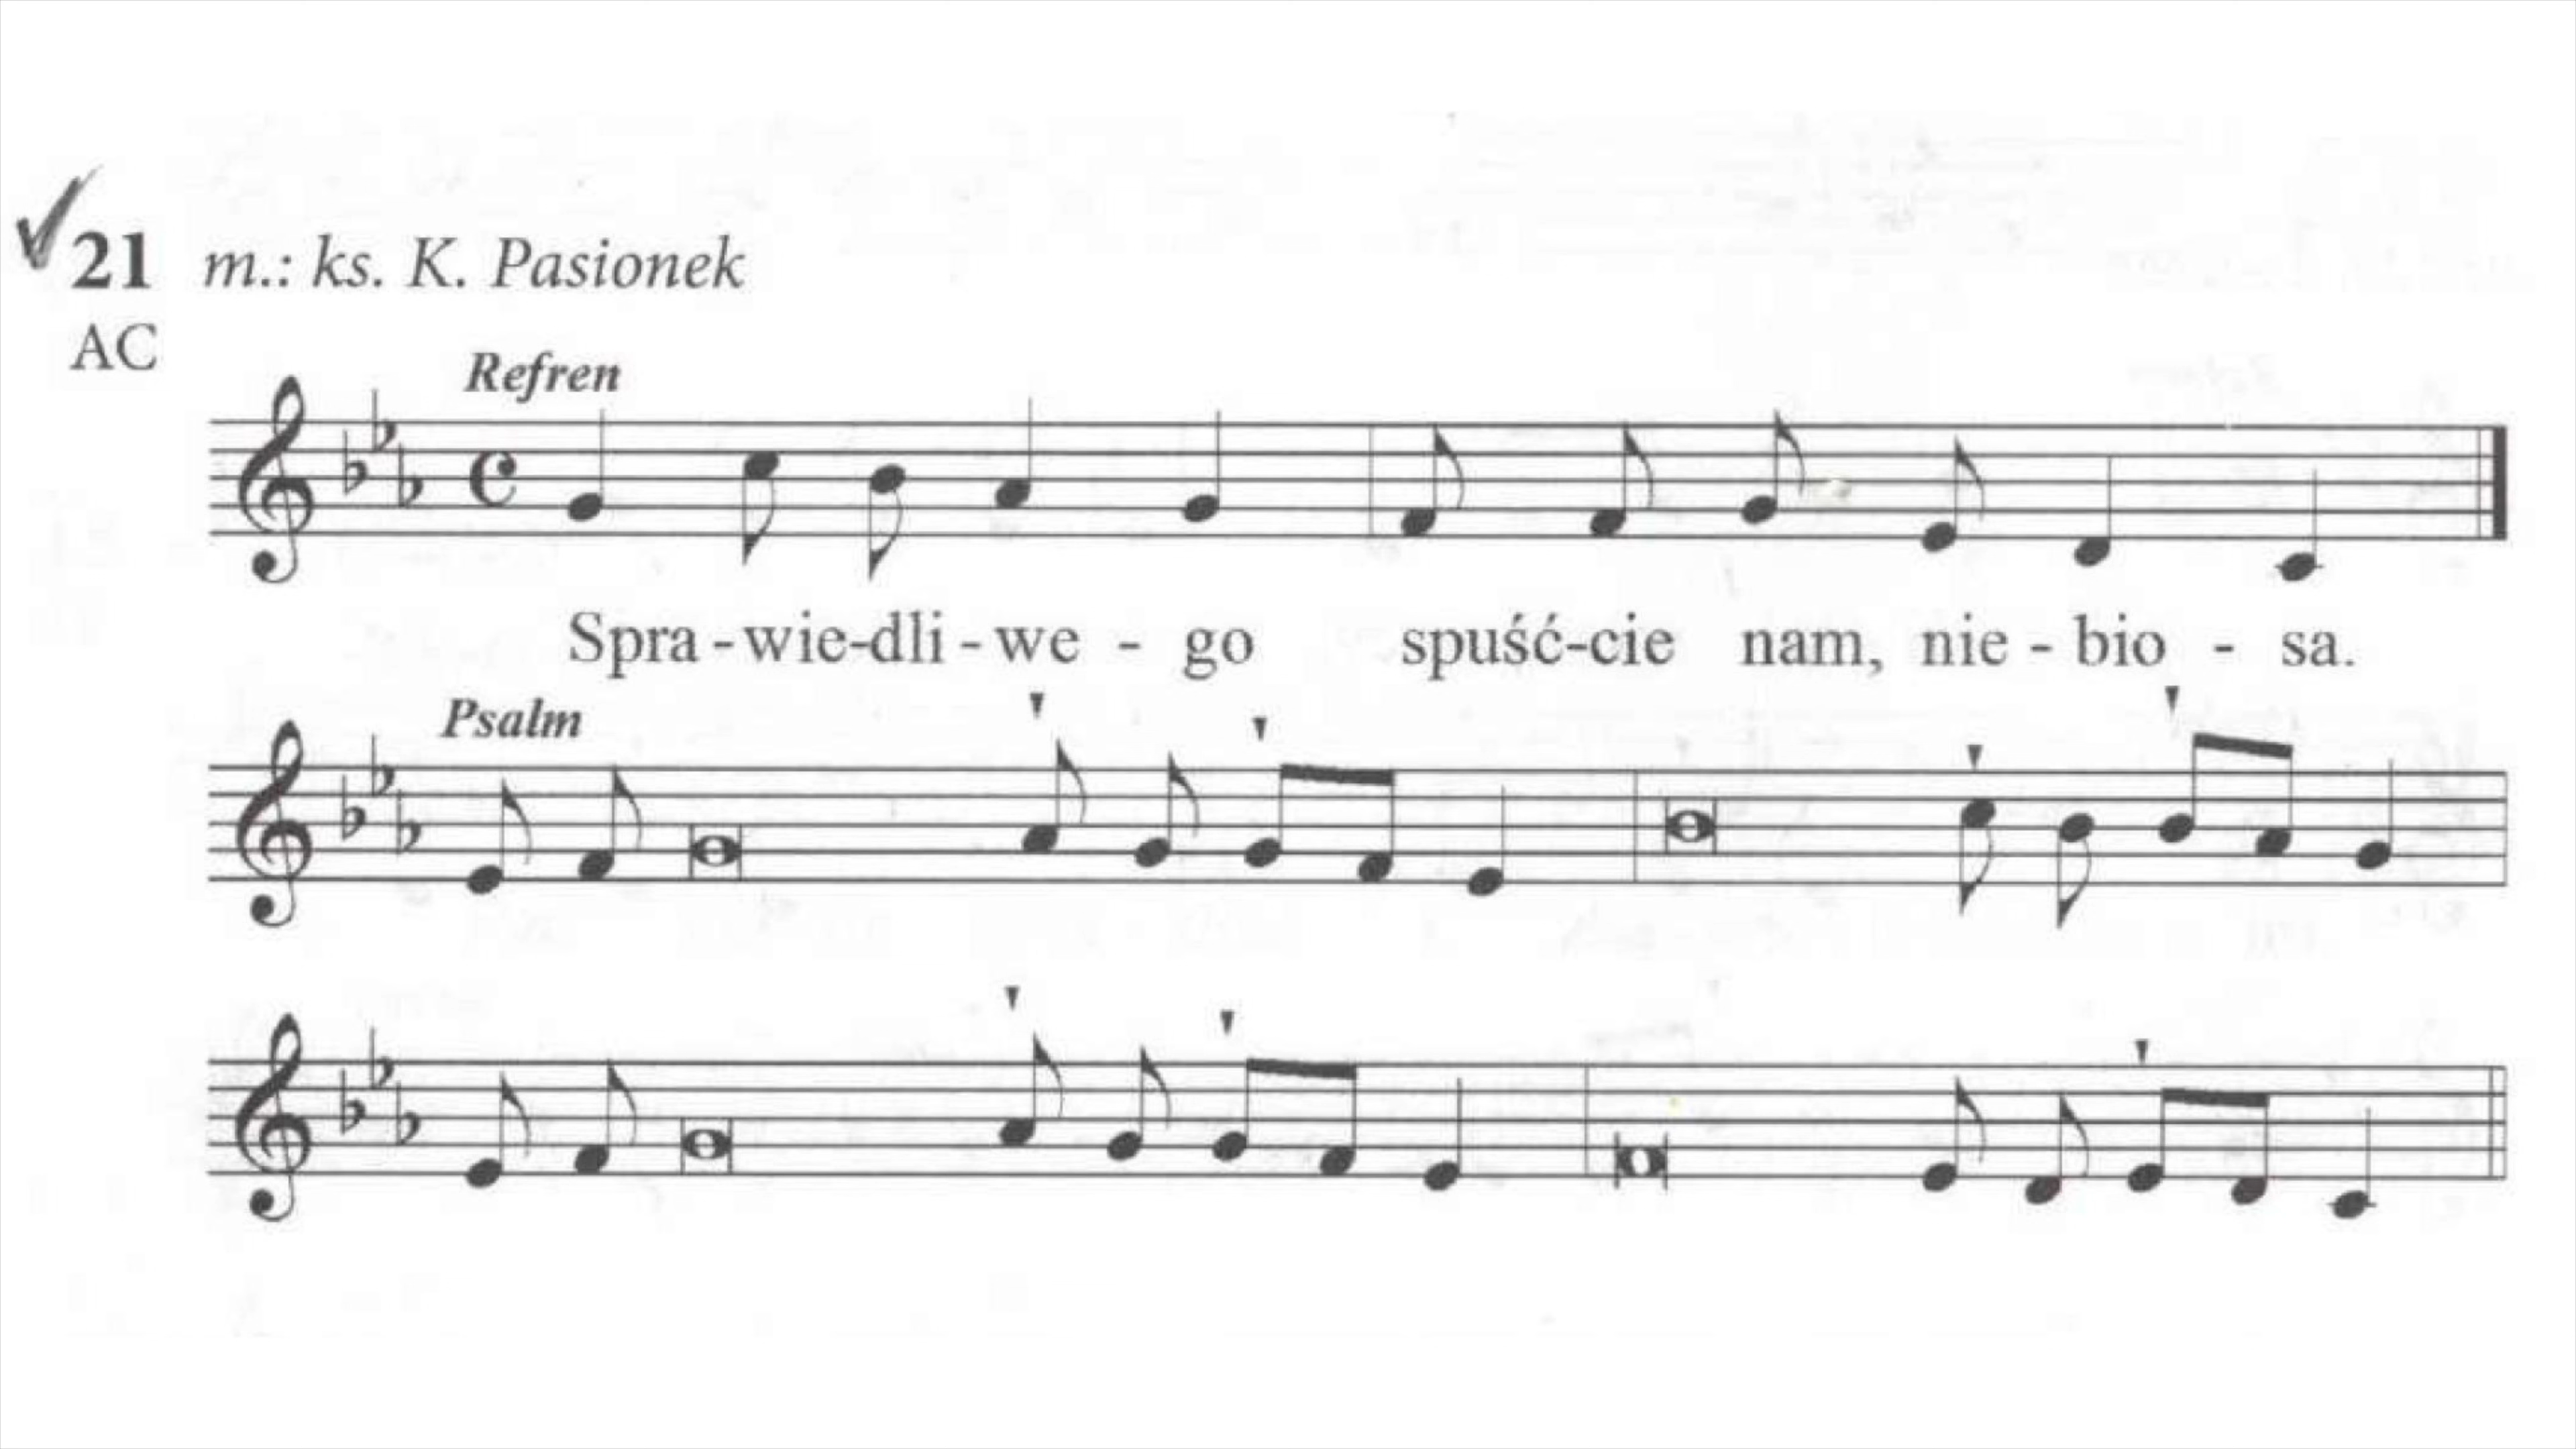 21 m.: ks. K. Pasionek
AC
Refren
Spra - wie-dli - we - go spuść-cie nam, nie - bio - sa.
Psalm